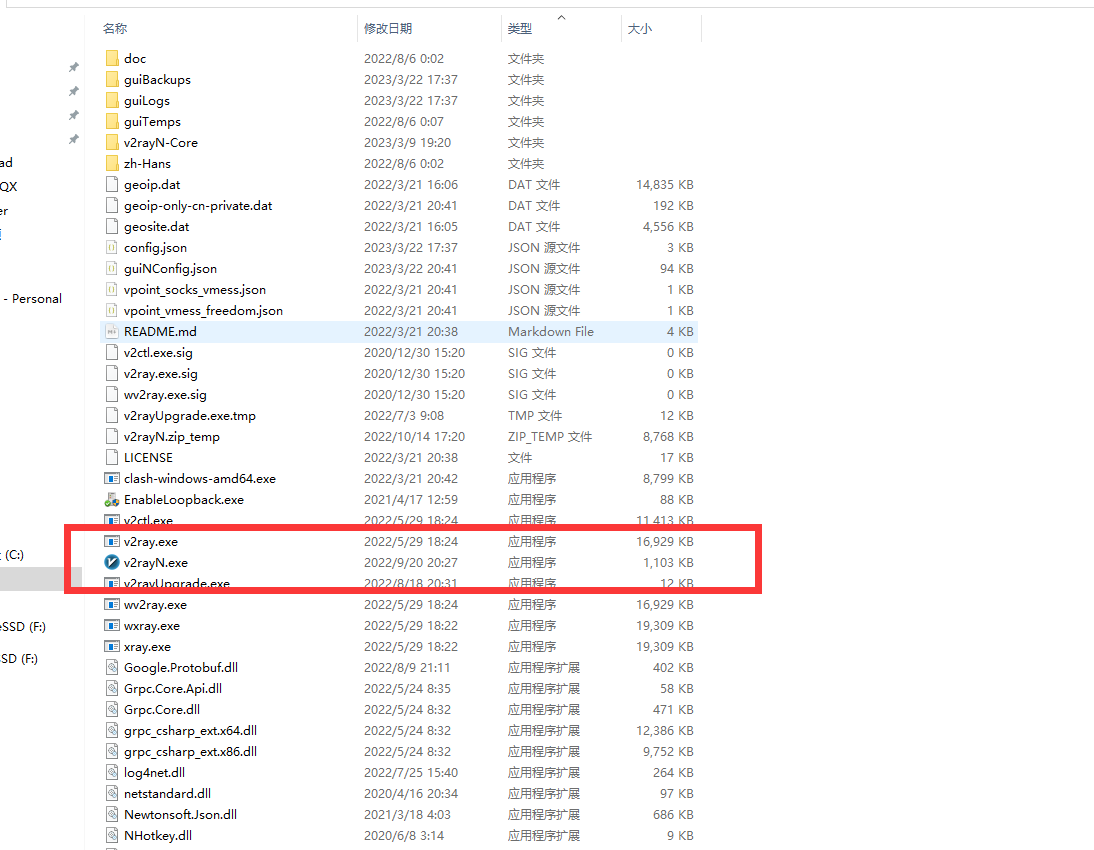 名称 修改日期 类型 大小
doc 2022/8/6 0:02 文件夹
guiBackups 2023/3/22 17:37 文件夹
guiLogs 2023/3/22 17:37 文件夹
guiTemps 2022/8/6 0:07 文件夹
v2rayN-Core 2023/3/9 19:20 文件夹
ad zh-Hans 2022/8/6 0:02 文件夹
QX geoip.dat 2022/3/21 16:06 DAT 文件 14,835 KB
er geoip-only-cn-private.dat 2022/3/21 20:41 DAT 文件 192 KB
geosite.dat 2022/3/21 16:05 DAT 文件 4,556 KB
config.json 2023/3/22 17:37 JSON 源文件 3 KB
guiNConfig.json 2023/3/22 20:41 JSON 源文件 94 KB
vpoint_socks_vmess.json 2022/3/21 20:41 JSON 源文件 1 KB
- Personal vpoint_vmess_freedom.json 2022/3/21 20:41 JSON 源文件 1 KB
README.md 2022/3/21 20:38 Markdown File 4 KB
v2ctl.exe.sig 2020/12/30 15:20 SIG 文件 0 KB
v2ray.exe.sig 2020/12/30 15:20 SIG 文件 0 KB
wv2ray.exe.sig 2020/12/30 15:20 SIG 文件 0 KB
v2rayUpgrade.exe.tmp 2022/7/3 9:08 TMP 文件 12 KB
v2rayN.zip_temp 2022/10/14 17:20 ZIP_TEMP 文件 8,768 KB
LICENSE 2022/3/21 20:38 文件 17 KB
clash-windows-amd64.exe 2022/3/21 20:42 应用程序 8,799 KB
EnableLoopback.exe 2021/4/17 12:59 应用程序 88 KB
v2ctl.exe 2022/5/29 18:24 应用程序 11,413 KB
v2ray.exe 2022/5/29 18:24 应用程序 16,929 KB
(C:) v2rayN.exe 2022/9/20 20:27 应用程序 1,103 KB
v2rayUpgrade.exe 2022/8/18 20:31 应用程序 12 KB
wv2ray.exe 2022/5/29 18:24 应用程序 16,929 KB
eSSD (F:) wxray.exe 2022/5/29 18:22 应用程序 19,309 KB
xray.exe 2022/5/29 18:22 应用程序 19,309 KB
SD (F:) Google.Protobuf.dll 2022/8/9 21:11 应用程序扩展 402 KB
Grpc.Core.Api.dll 2022/5/24 8:35 应用程序扩展 58 KB
Grpc.Core.dll 2022/5/24 8:32 应用程序扩展 471 KB
grpc_csharp_ext.x64.dll 2022/5/24 8:32 应用程序扩展 12,386 KB
grpc_csharp_ext.x86.dll 2022/5/24 8:32 应用程序扩展 9,752 KB
log4net.dll 2022/7/25 15:40 应用程序扩展 264 KB
netstandard.dll 2020/4/16 20:34 应用程序扩展 97 KB
Newtonsoft.Json.dll 2021/3/18 4:03 应用程序扩展 686 KB
NHotkey.dll 2020/6/8 3:14 应用程序扩展 9 KB